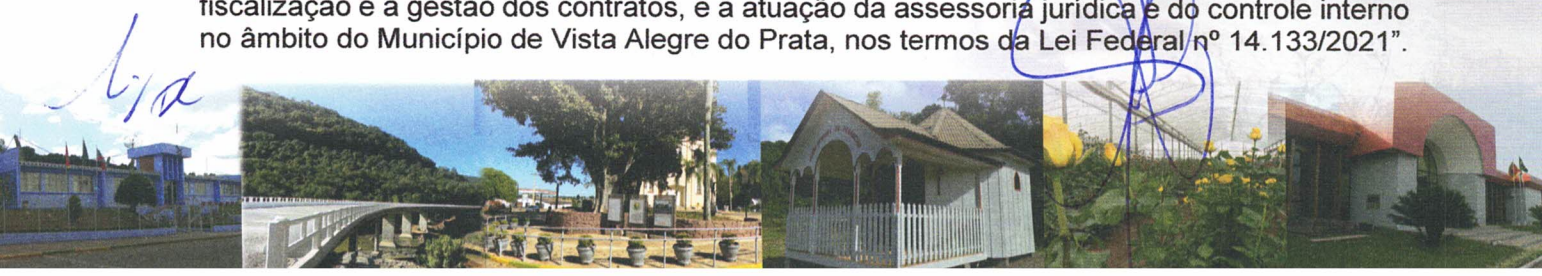 fiscalização e a gestão dos contratos, e a atuação da assessoria jurídica e do controle interno
no âmbito do Município de Vista Alegre do Prata, nos termos da Lei Federal nº 14.133/2021”.